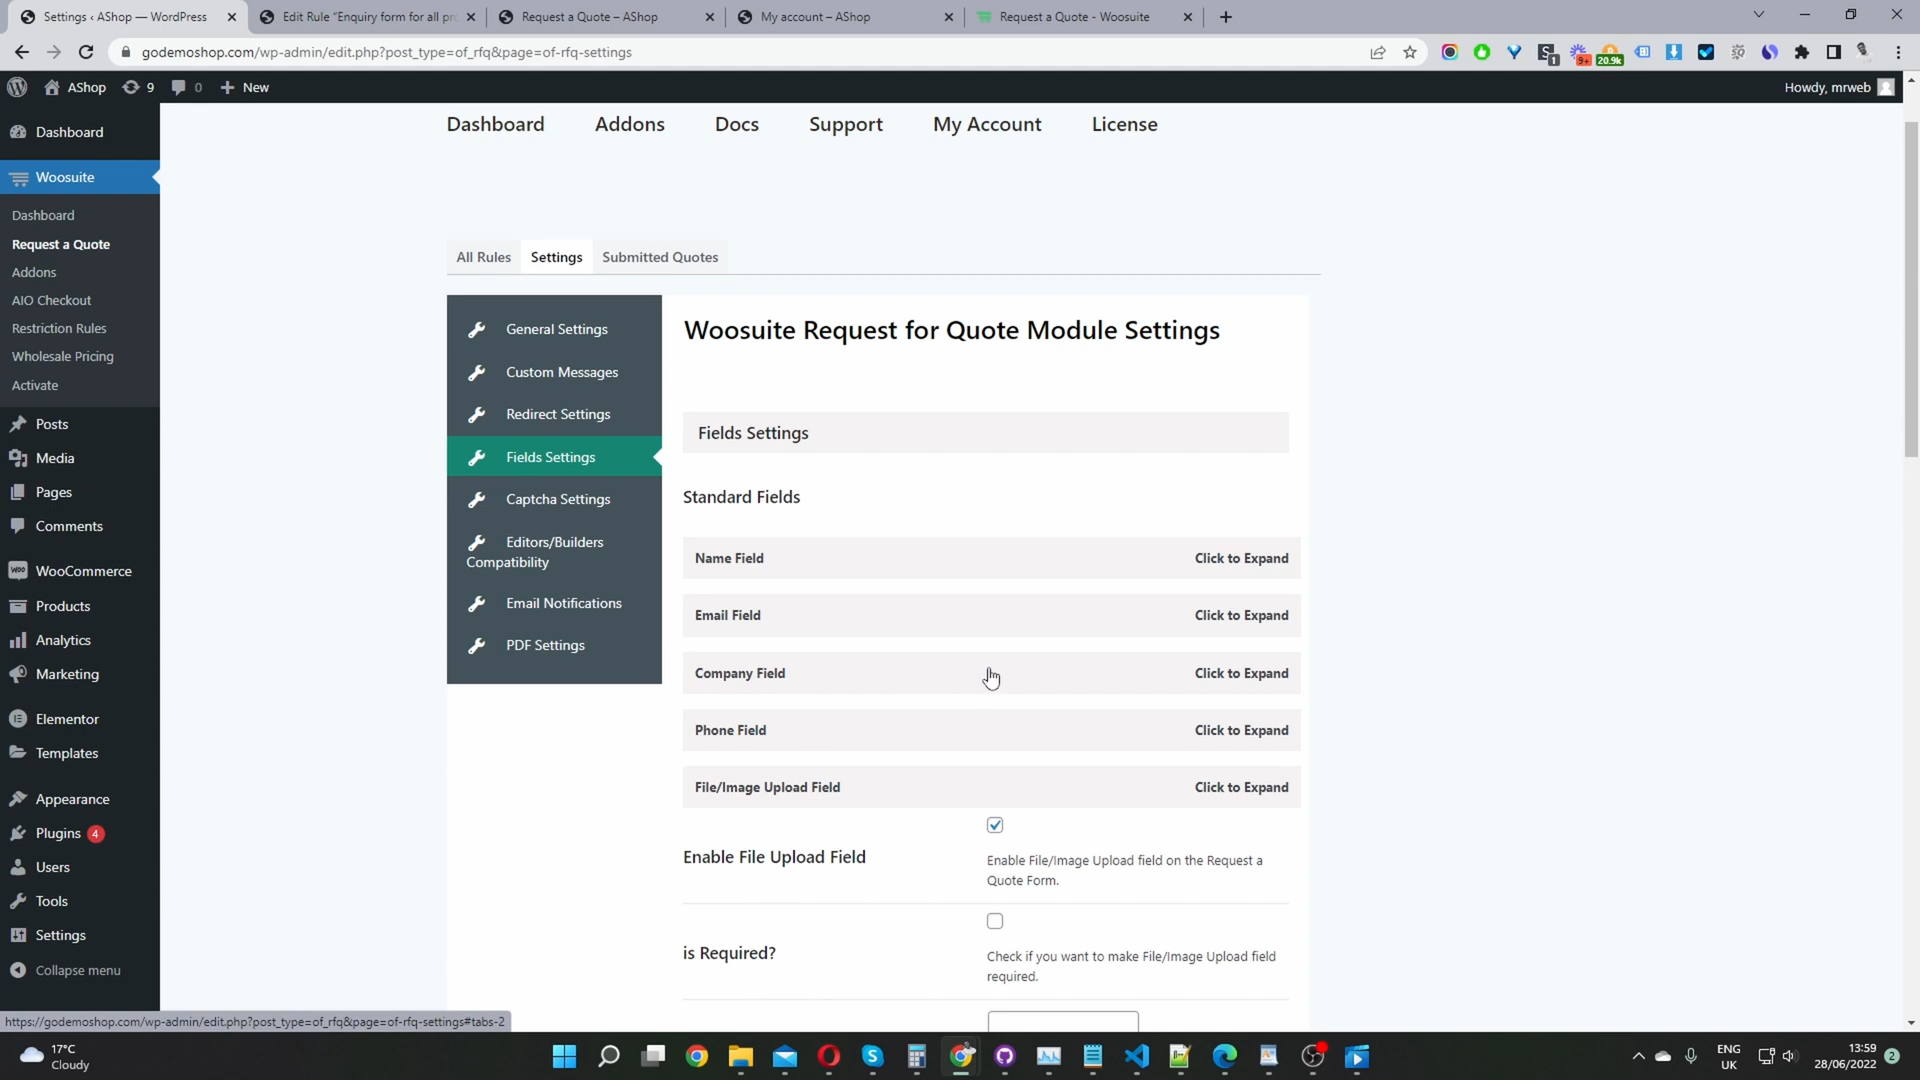 Settings ‹ AShop — WordPress
Edit Rule "Enquiry form for all pro
Request a Quote – AShop
My account – AShop
Request a Quote - Woosuite
godemoshop.com/wp-admin/edit.php?post_type=of_rfq&page=of-rfq-settings
1
9+
20.9k
AShop
9
0
New
Howdy, mrweb
Dashboard
Woosuite
Dashboard
Request a Quote
Addons
AIO Checkout
Restriction Rules
Wholesale Pricing
Activate
Posts
Media
Pages
Comments
WooCommerce
Products
Analytics
Marketing
Elementor
Templates
Appearance
Plugins 4
Users
Tools
Settings
Collapse menu
Dashboard
Addons
Docs
Support
My Account
License
All Rules
Settings
Submitted Quotes
General Settings
Custom Messages
Redirect Settings
Fields Settings
Captcha Settings
Editors/Builders
Compatibility
Email Notifications
PDF Settings
Woosuite Request for Quote Module Settings
Fields Settings
Standard Fields
Name Field Click to Expand
Email Field Click to Expand
Company Field Click to Expand
Phone Field Click to Expand
File/Image Upload Field Click to Expand
Enable File Upload Field
Enable File/Image Upload field on the Request a
Quote Form.
is Required?
Check if you want to make File/Image Upload field
required.
https://godemoshop.com/wp-admin/edit.php?post_type=of_rfq&page=of-rfq-settings#tabs-2
17°C
Cloudy
ENG
UK
13:59
28/06/2022
2